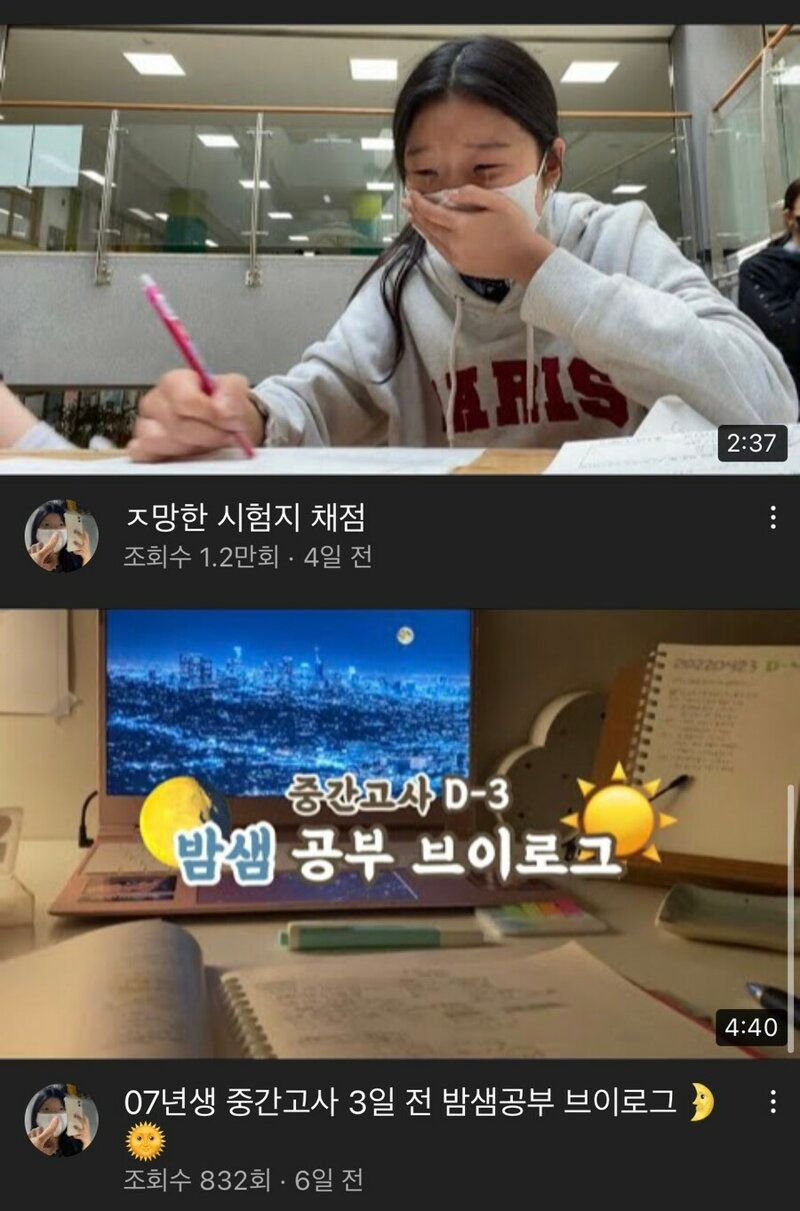 PARIS
2:37
ㅈ망한 시험지 채점
조회수 1.2만회 · 4일 전
20220423 D-
중간고사 D-3
밤샘 공부 브이로그
4:40
07년생 중간고사 3일 전 밤샘공부 브이로그 🌛
🌞
조회수 832회 · 6일 전